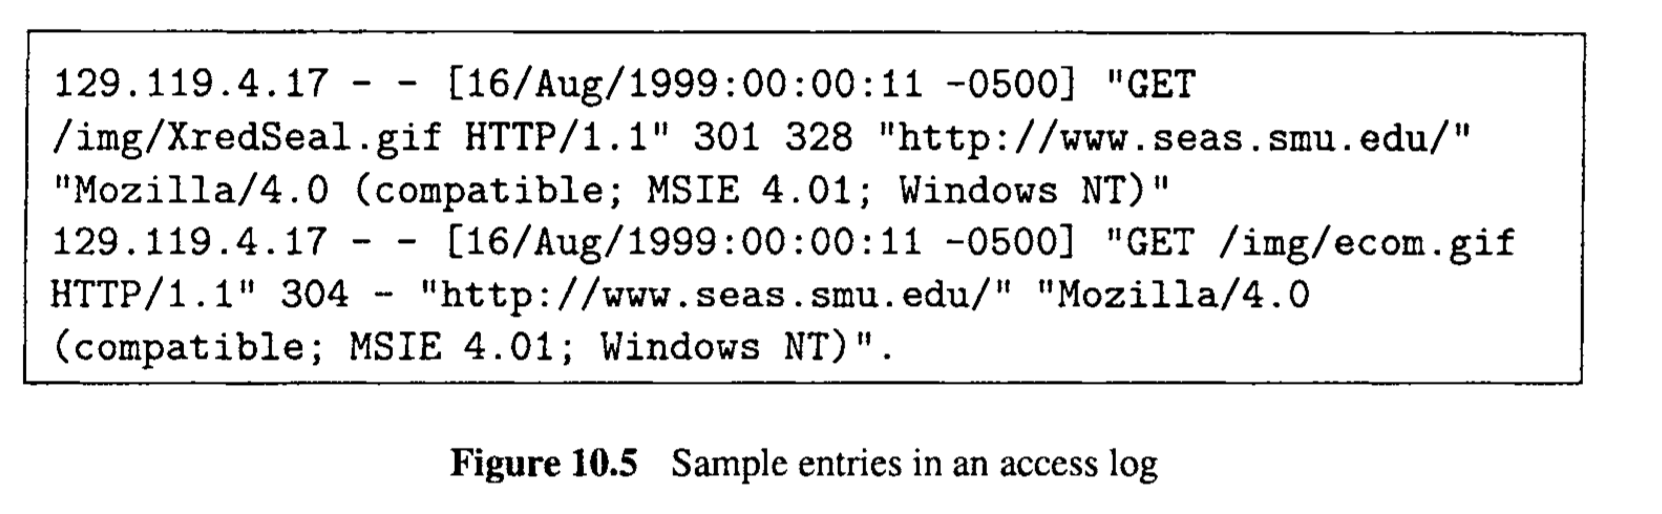 129.119.4.17 - - [16/Aug/1999:00:00:11 -0500] "GET
/img/XredSeal.gif HTTP/1.1" 301 328 "http://www.seas.smu.edu/"
"Mozilla/4.0 (compatible; MSIE 4.01; Windows NT)"
129.119.4.17 - - [16/Aug/1999:00:00:11 -0500] "GET /img/ecom.gif
HTTP/1.1" 304 - "http://www.seas.smu.edu/" "Mozilla/4.0
(compatible; MSIE 4.01; Windows NT)".
Figure 10.5 Sample entries in an access log